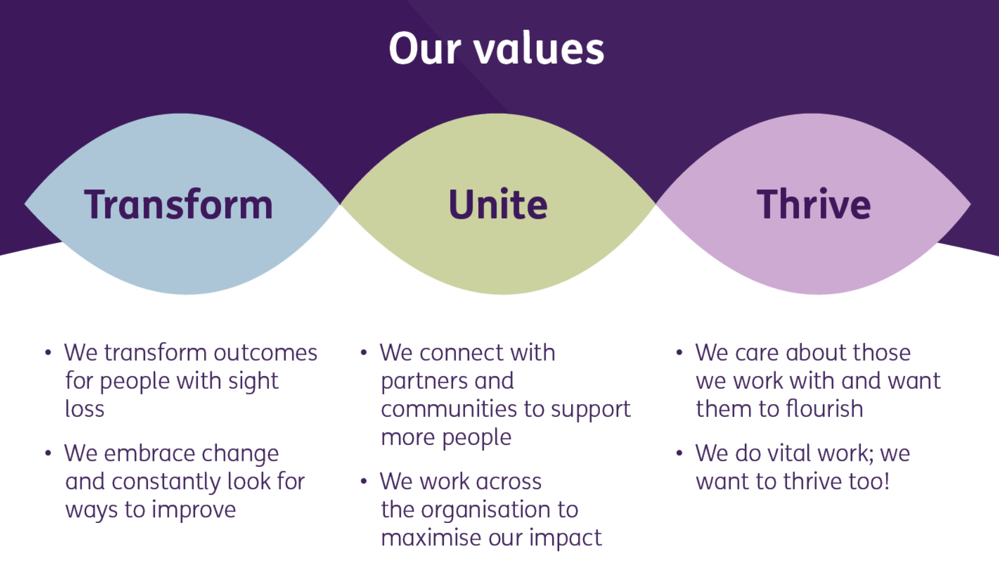 Our values
Transform
Unite
Thrive
• We transform outcomes
for people with sight
loss
• We embrace change
and constantly look for
ways to improve
• We connect with
partners and
communities to support
more people
• We work across
the organisation to
maximise our impact
• We care about those
we work with and want
them to flourish
• We do vital work; we
want to thrive too!